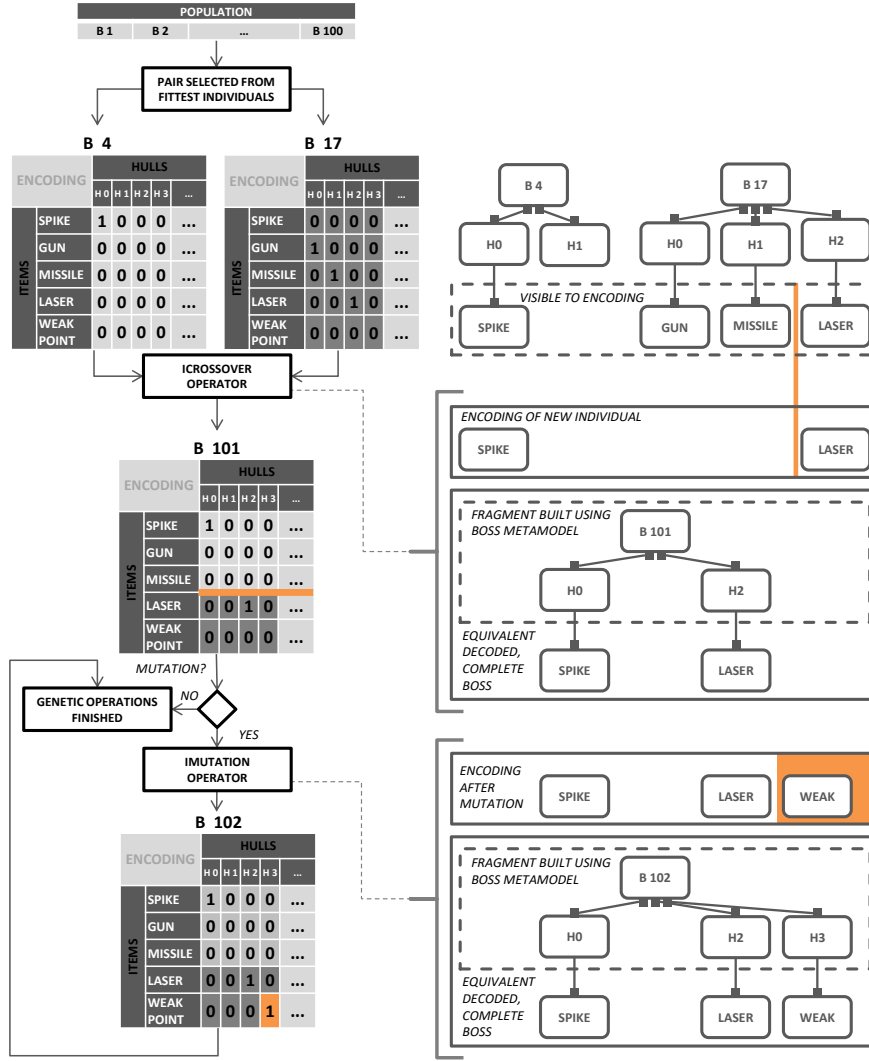 POPULATION
B 1 B 2 ... B 100
PAIR SELECTED FROM
FITTEST INDIVIDUALS
B 4
ENCODING HULLS
H 0 H 1 H 2 H 3 ...
ITEMS
SPIKE 1 0 0 0 ...
GUN 0 0 0 0 ...
MISSILE 0 0 0 0 ...
LASER 0 0 0 0 ...
WEAK
POINT 0 0 0 0 ...
B 17
ENCODING HULLS
H 0 H 1 H 2 H 3 ...
ITEMS
SPIKE 0 0 0 0 ...
GUN 1 0 0 0 ...
MISSILE 0 1 0 0 ...
LASER 0 0 1 0 ...
WEAK
POINT 0 0 0 0 ...
B 4
H0 H1
B 17
H0 H1 H2
VISIBLE TO ENCODING
SPIKE GUN MISSILE LASER
ICROSSOVER
OPERATOR
ENCODING OF NEW INDIVIDUAL
SPIKE LASER
B 101
ENCODING HULLS
H 0 H 1 H 2 H 3 ...
ITEMS
SPIKE 1 0 0 0 ...
GUN 0 0 0 0 ...
MISSILE 0 0 0 0 ...
LASER 0 0 1 0 ...
WEAK
POINT 0 0 0 0 ...
FRAGMENT BUILT USING
BOSS METAMODEL
B 101
H0 H2
EQUIVALENT
DECODED,
COMPLETE
BOSS
SPIKE LASER
MUTATION?
NO
GENETIC OPERATIONS
FINISHED
YES
IMUTATION
OPERATOR
ENCODING
AFTER
MUTATION
SPIKE LASER WEAK
B 102
ENCODING HULLS
H 0 H 1 H 2 H 3 ...
ITEMS
SPIKE 1 0 0 0 ...
GUN 0 0 0 0 ...
MISSILE 0 0 0 0 ...
LASER 0 0 1 0 ...
WEAK
POINT 0 0 0 1 ...
FRAGMENT BUILT USING
BOSS METAMODEL
B 102
H0 H2 H3
EQUIVALENT
DECODED,
COMPLETE
BOSS
SPIKE LASER WEAK